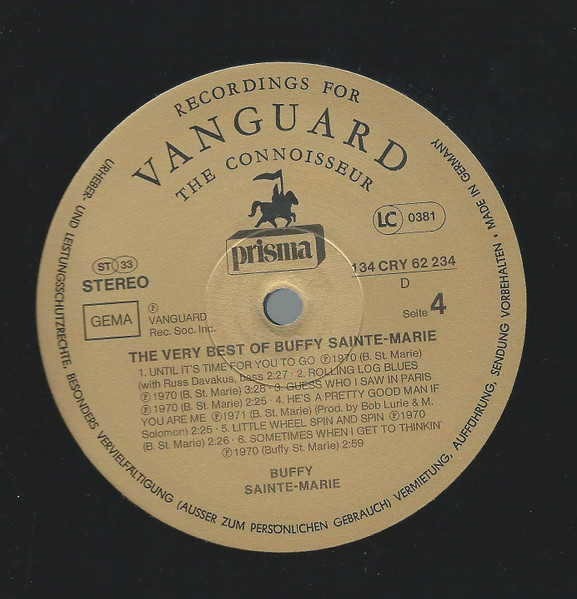 RECORDINGS FOR
VANGUARD
THE CONNOISSEUR
prisma
LC 0381
ST 33
STEREO
134 CRY 62 234
D
GEMA
Ⓟ
VANGUARD
Rec. Soc. Inc.
Seite 4
THE VERY BEST OF BUFFY SAINTE-MARIE
1. UNTIL IT'S TIME FOR YOU TO GO Ⓟ1970 (B. St. Marie)
(with Russ Davakus, bass 2:27 · 2. ROLLING LOG BLUES
Ⓟ1970 (B. St. Marie) 3:28 · 3. GUESS WHO I SAW IN PARIS
Ⓟ1970 (B. St. Marie) 2:25 · 4. HE'S A PRETTY GOOD MAN IF
YOU ARE ME Ⓟ1971 (B. St. Marie) (Prod. by Bob Lurie & M.
Solomon) 2:25 · 5. LITTLE WHEEL SPIN AND SPIN Ⓟ1970
(B. St. Marie) 2:26 · 6. SOMETIMES WHEN I GET TO THINKIN'
Ⓟ1970 (Buffy St. Marie) 2:59
BUFFY
SAINTE-MARIE
URHEBER- UND LEISTUNGSSCHUTZRECHTE, BESONDERS VERVIELFÄLTIGUNG (AUSSER ZUM PERSÖNLICHEN GEBRAUCH) VERMIETUNG, AUFFÜHRUNG, SENDUNG VORBEHALTEN · MADE IN GERMANY